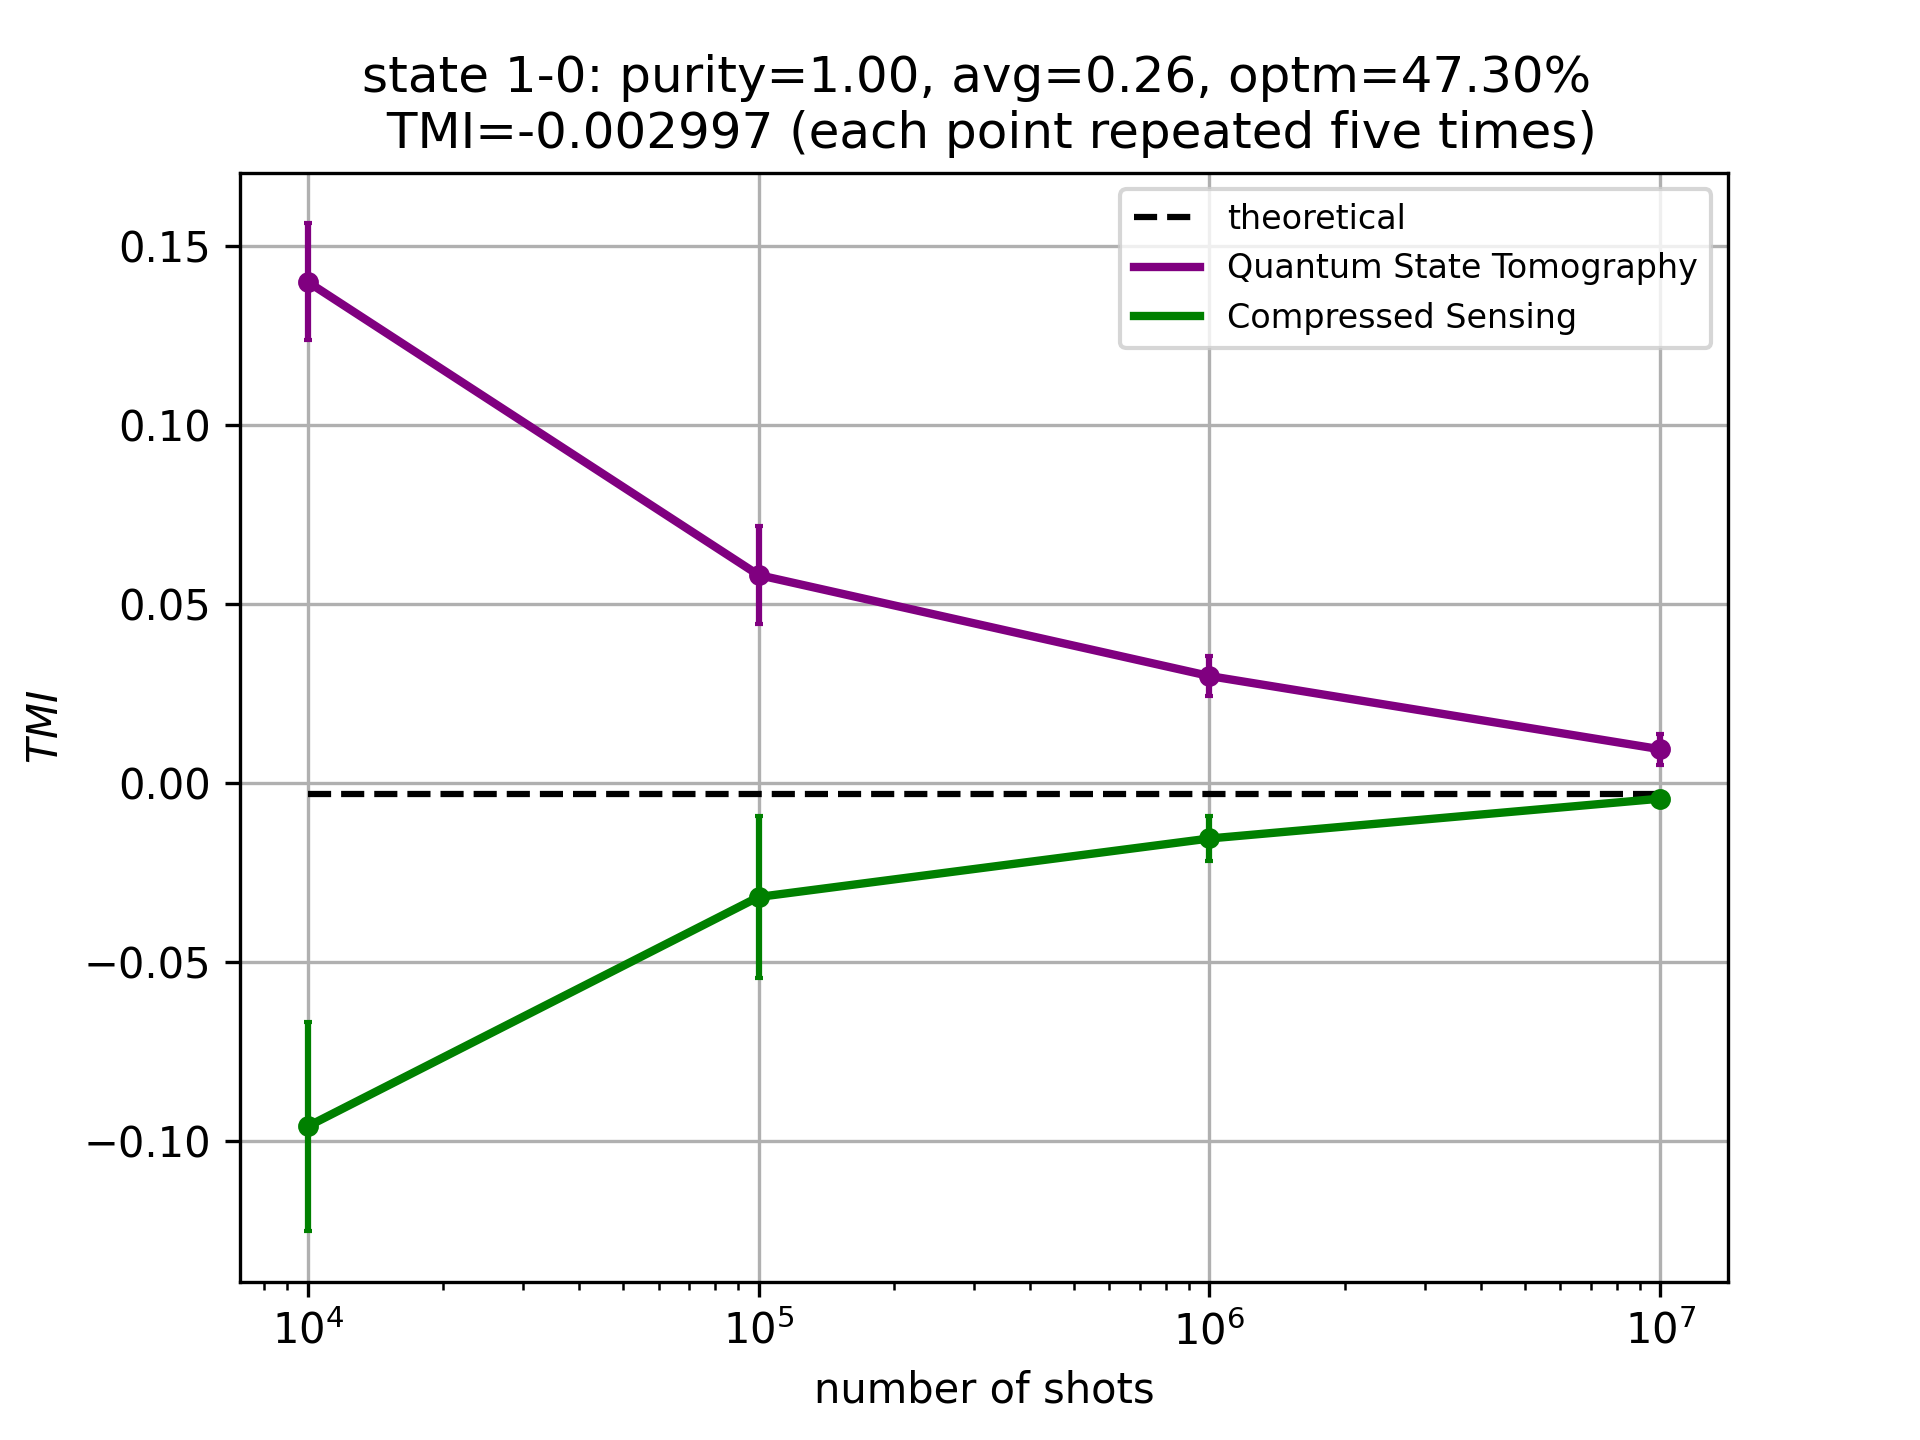 state 1-0: purity=1.00, avg=0.26, optm=47.30%
TMI=-0.002997 (each point repeated five times)
theoretical
Quantum State Tomography
Compressed Sensing
0.15
0.10
0.05
0.00
−0.05
−0.10
TMI
10⁴
10⁵
10⁶
10⁷
number of shots